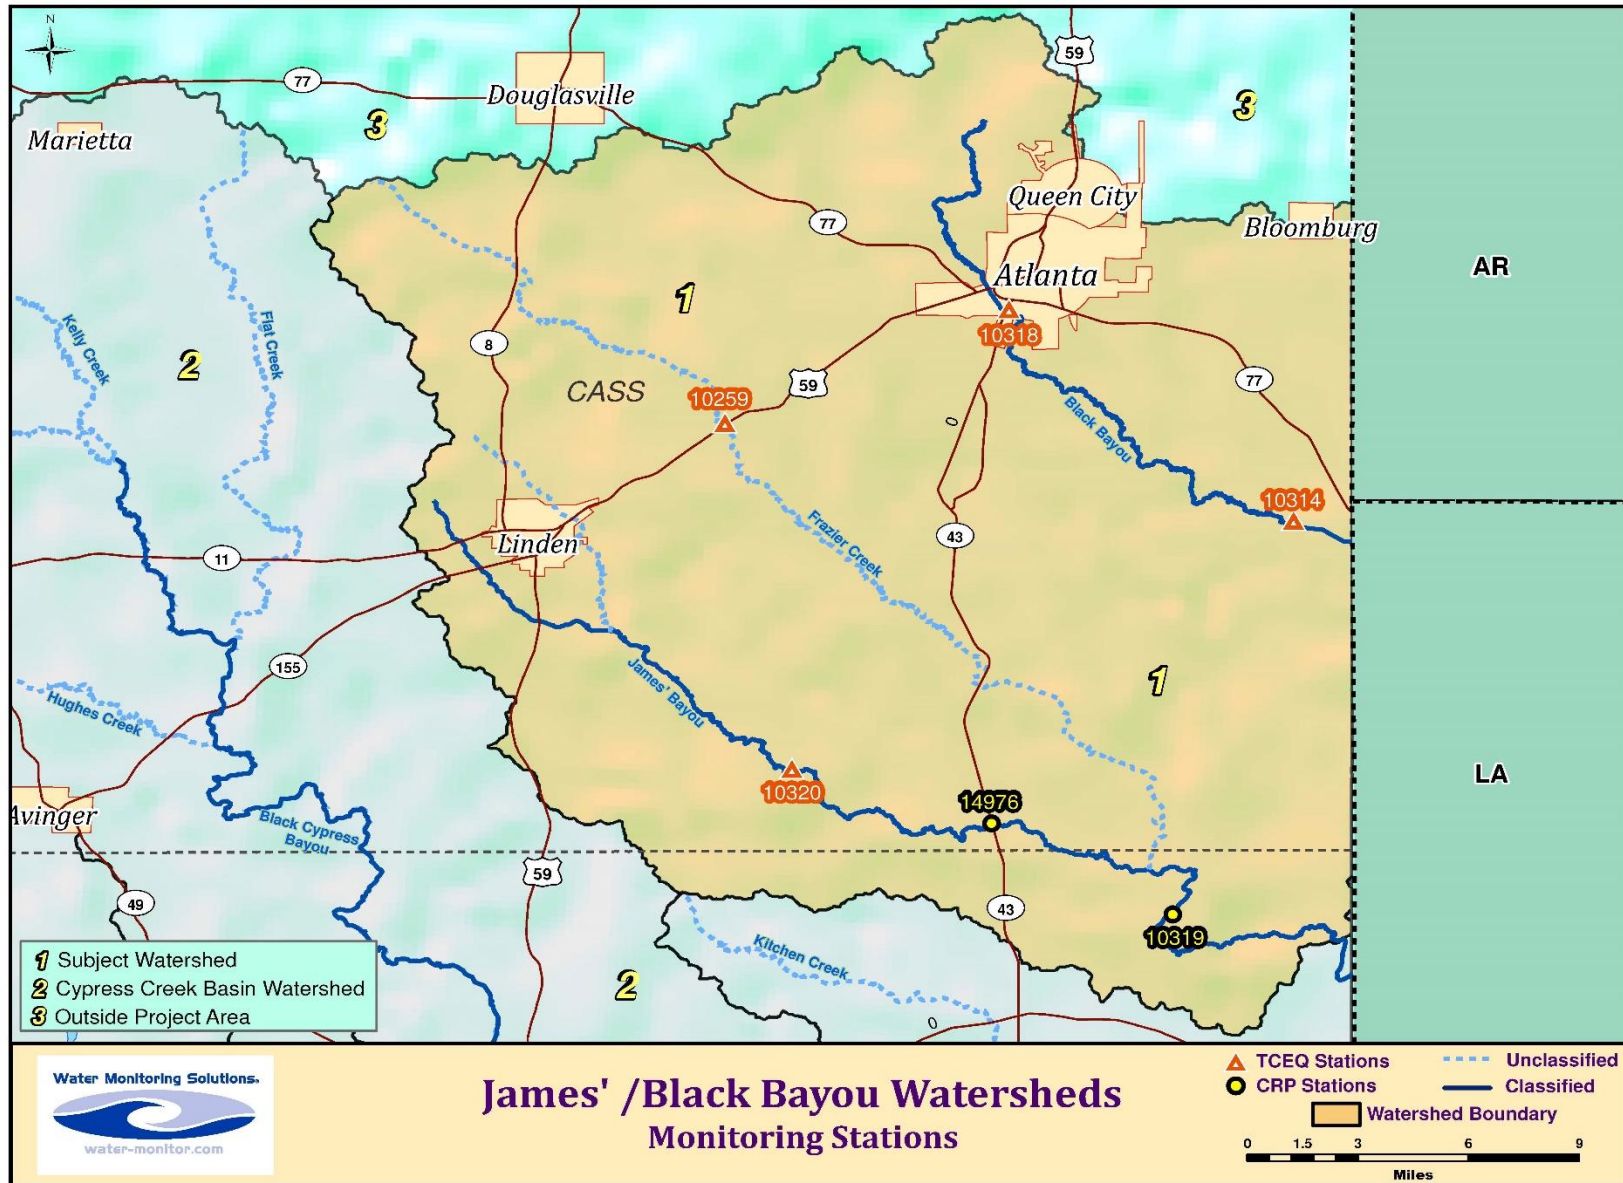 N
77
59
Douglasville
3
3
Marietta
Queen City
77
Bloomburg
AR
Atlanta
1
Kelly Creek
Flat Creek
10318
8
2
77
59
CASS
10259
0
Black Bayou
10314
Linden
43
11
Frazier Creek
155
James' Bayou
1
Hughes Creek
LA
10320
14976
Avinger
Black Cypress
Bayou
59
49
43
10319
Kitchen Creek
2
0
1 Subject Watershed
2 Cypress Creek Basin Watershed
3 Outside Project Area
Water Monitoring Solutions.
water-monitor.com
James' /Black Bayou Watersheds
Monitoring Stations
TCEQ Stations
Unclassified
CRP Stations
Classified
Watershed Boundary
0 1.5 3 6 9
Miles